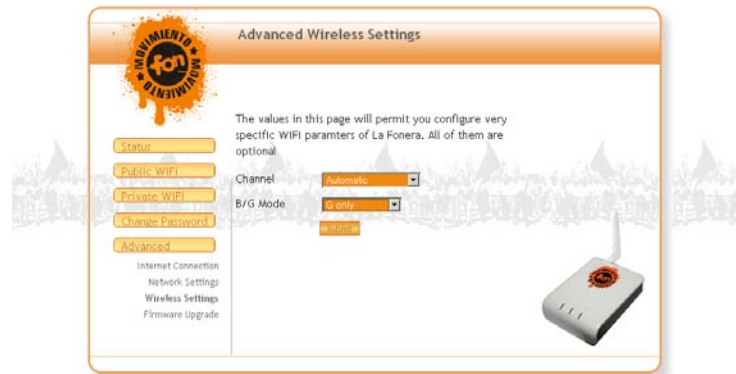 Advanced Wireless Settings
MOVIMIENTO
fon
MOVIMIENTO
The values in this page will permit you configure very
specific WIFI paramters of La Fonera. All of them are
optional
Status
Public WIFI
Private WIFI
Change Password
Advanced
Internet Connection
Network Settings
Wireless Settings
Firmware Upgrade
Channel
Automatic
B/G Mode
G only